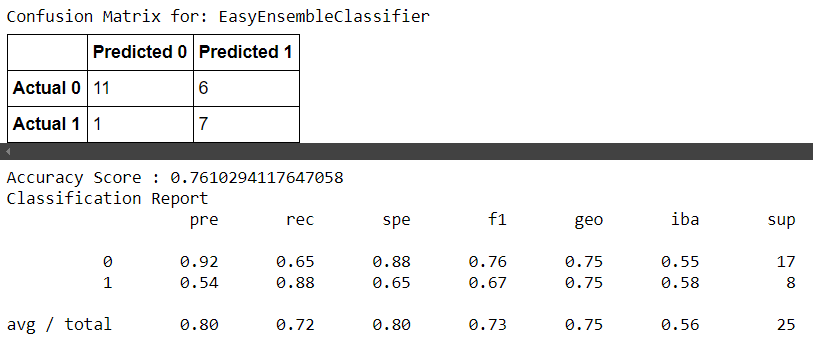 Confusion Matrix for: EasyEnsembleClassifier
Predicted 0 Predicted 1
Actual 0 11 6
Actual 1 1 7
Accuracy Score : 0.7610294117647058
Classification Report
pre rec spe f1 geo iba sup
0 0.92 0.65 0.88 0.76 0.75 0.55 17
1 0.54 0.88 0.65 0.67 0.75 0.58 8
avg / total 0.80 0.72 0.80 0.73 0.75 0.56 25